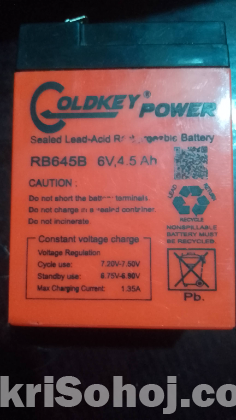 GOLDKEY POWER
Sealed Lead-Acid Rechargeable Battery
RB645B 6V,4.5 Ah
CAUTION :
Do not short the battery terminals.
Do not charge in a sealed container.
Do not incinerate.
LEAD
RECYCLE
NONSPILLABLE BATTERY
MUST BE RECYCLED
Constant voltage charge
Voltage Regulation
Cycle use: 7.20V-7.50V
Standby use: 6.75V-6.90V
Max Charging Current: 1.35A
Pb.
kriSohoj.com